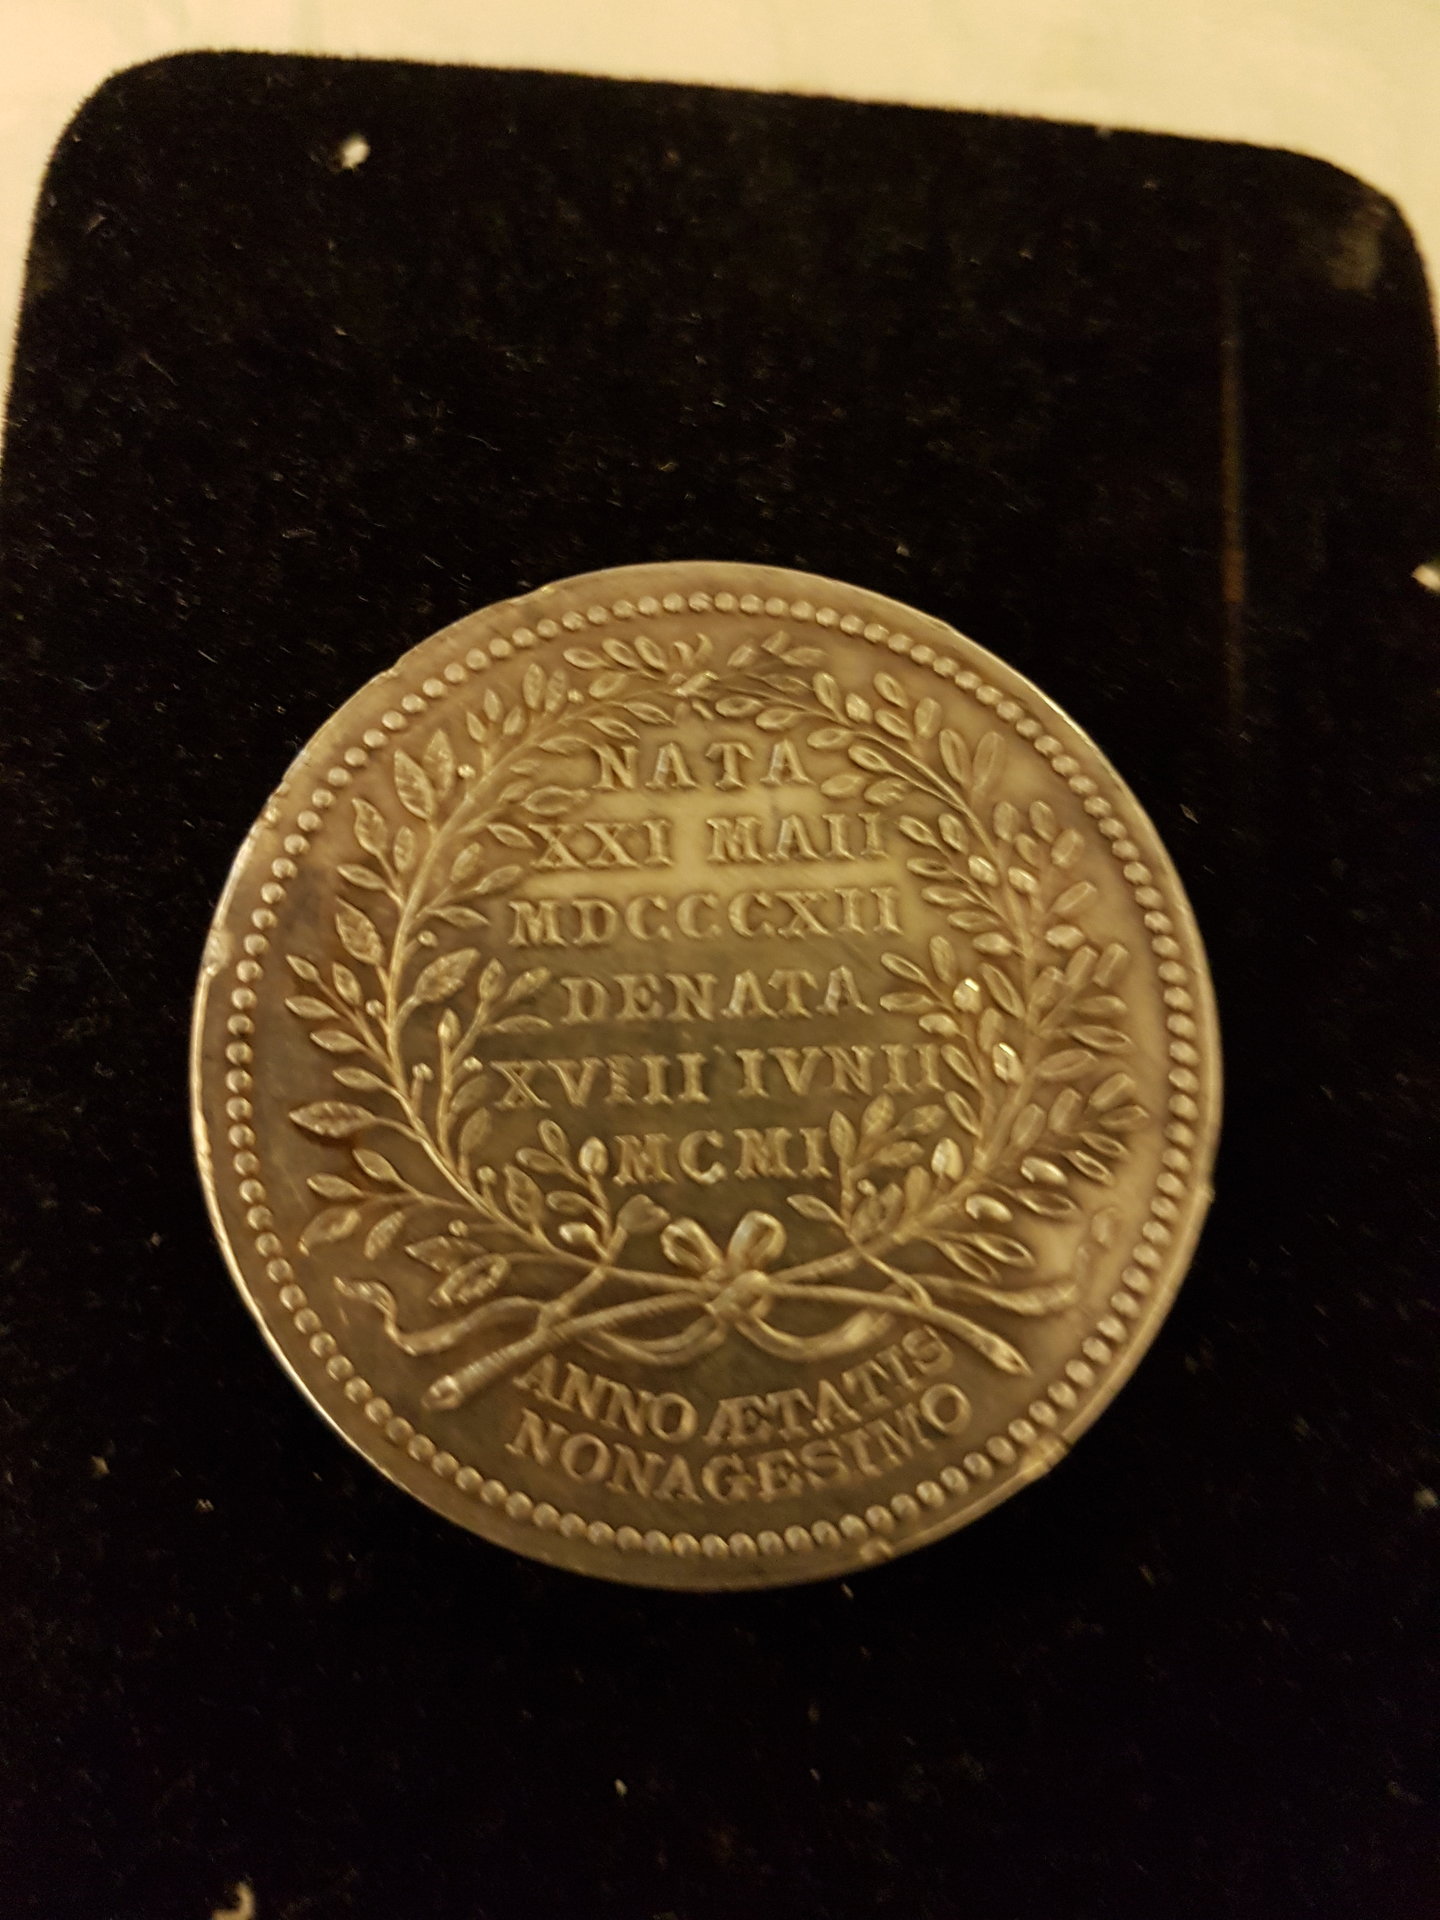 NATA
XXI MAII
MDCCCXII
DENATA
XVIII IVNII
MCMI
ANNO ÆTATIS
NONAGESIMO